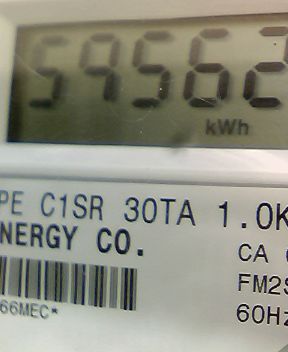 59562
kWh
PE C1SR 30TA 1.0K
NERGY CO.
CA
FM2S
60Hz
66MEC*